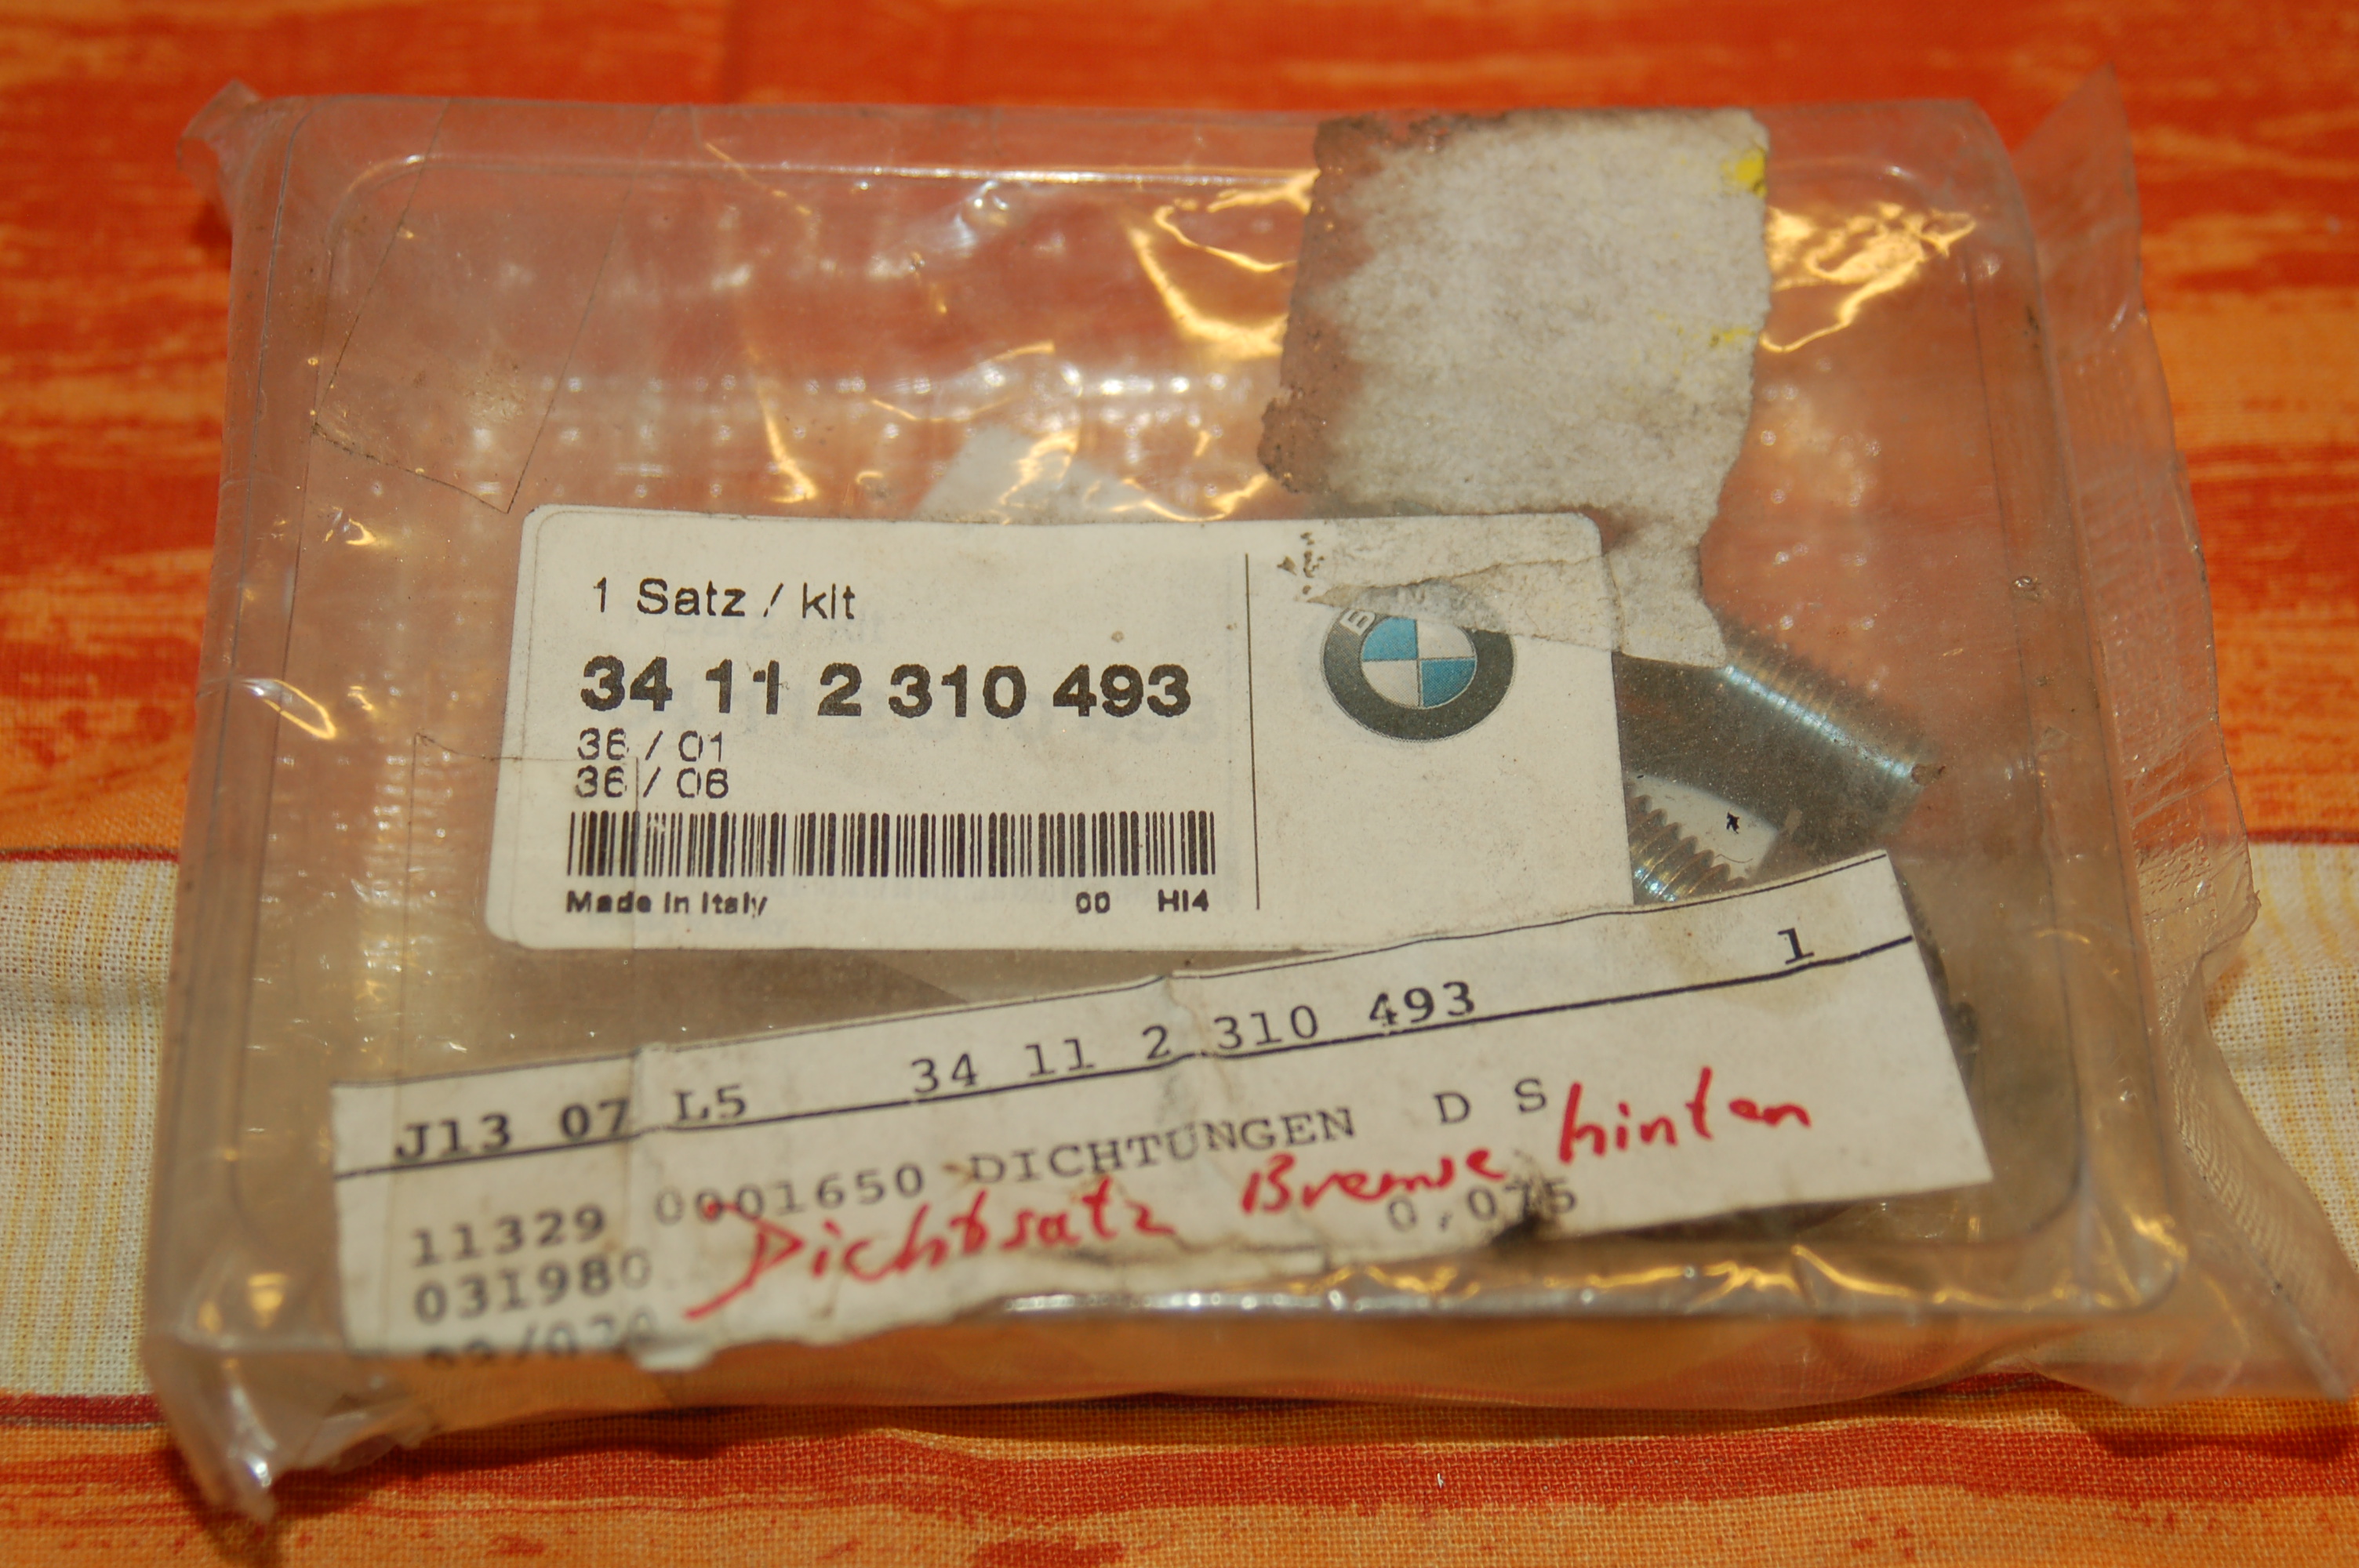 1 Satz / kit
34 11 2 310 493
36 / 01
36 / 06
Made in Italy 00 HI4
J13 07 L5 34 11 2 310 493 1
11329 0001650 DICHTUNGEN D S
Dichtsatz Bremse hinten
031980 0,075